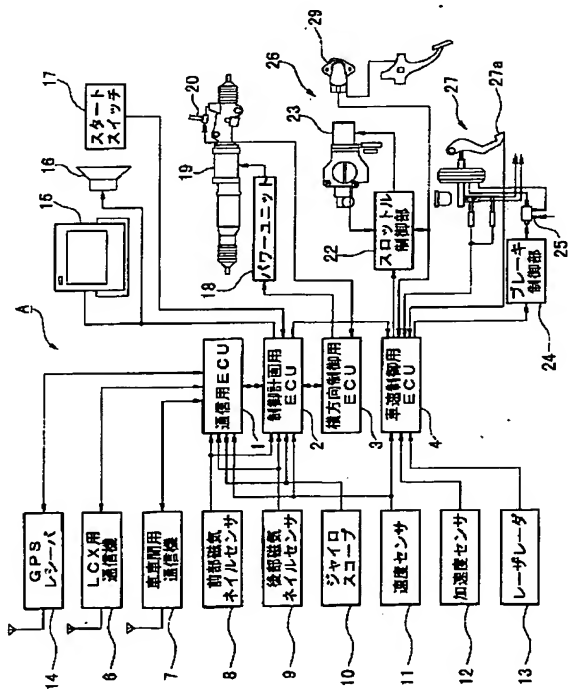 A
GPS
レシーバ
14
LCX用
通信機
6
車車間用
通信機
7
前部磁気
ネイルセンサ
8
後部磁気
ネイルセンサ
9
ジャイロ
スコープ
10
速度センサ
11
加速度センサ
12
レーザレーダ
13
通信用ECU
1
制御計画用
ECU
2
横方向制御用
ECU
3
車速制御用
ECU
4
15
16
17
スタート
スイッチ
パワーユニット
18
19
20
スロットル
制御部
22
23
ブレーキ
制御部
24
25
26
27
27a
29